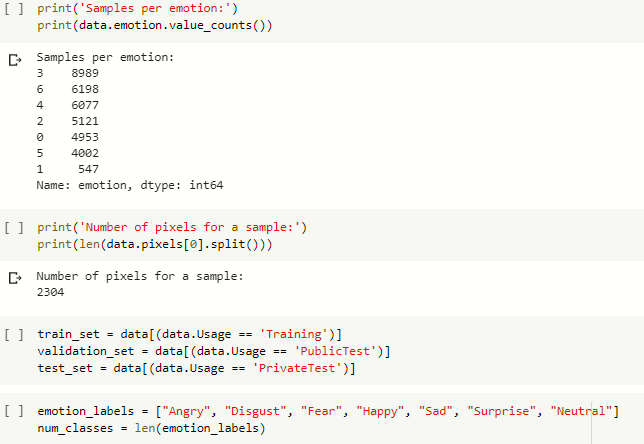 [ ] print('Samples per emotion:')
print(data.emotion.value_counts())
Samples per emotion:
3    8989
6    6198
4    6077
2    5121
0    4953
5    4002
1     547
Name: emotion, dtype: int64
[ ] print('Number of pixels for a sample:')
print(len(data.pixels[0].split()))
Number of pixels for a sample:
2304
[ ] train_set = data[(data.Usage == 'Training')]
validation_set = data[(data.Usage == 'PublicTest')]
test_set = data[(data.Usage == 'PrivateTest')]
[ ] emotion_labels = ["Angry", "Disgust", "Fear", "Happy", "Sad", "Surprise", "Neutral"]
num_classes = len(emotion_labels)